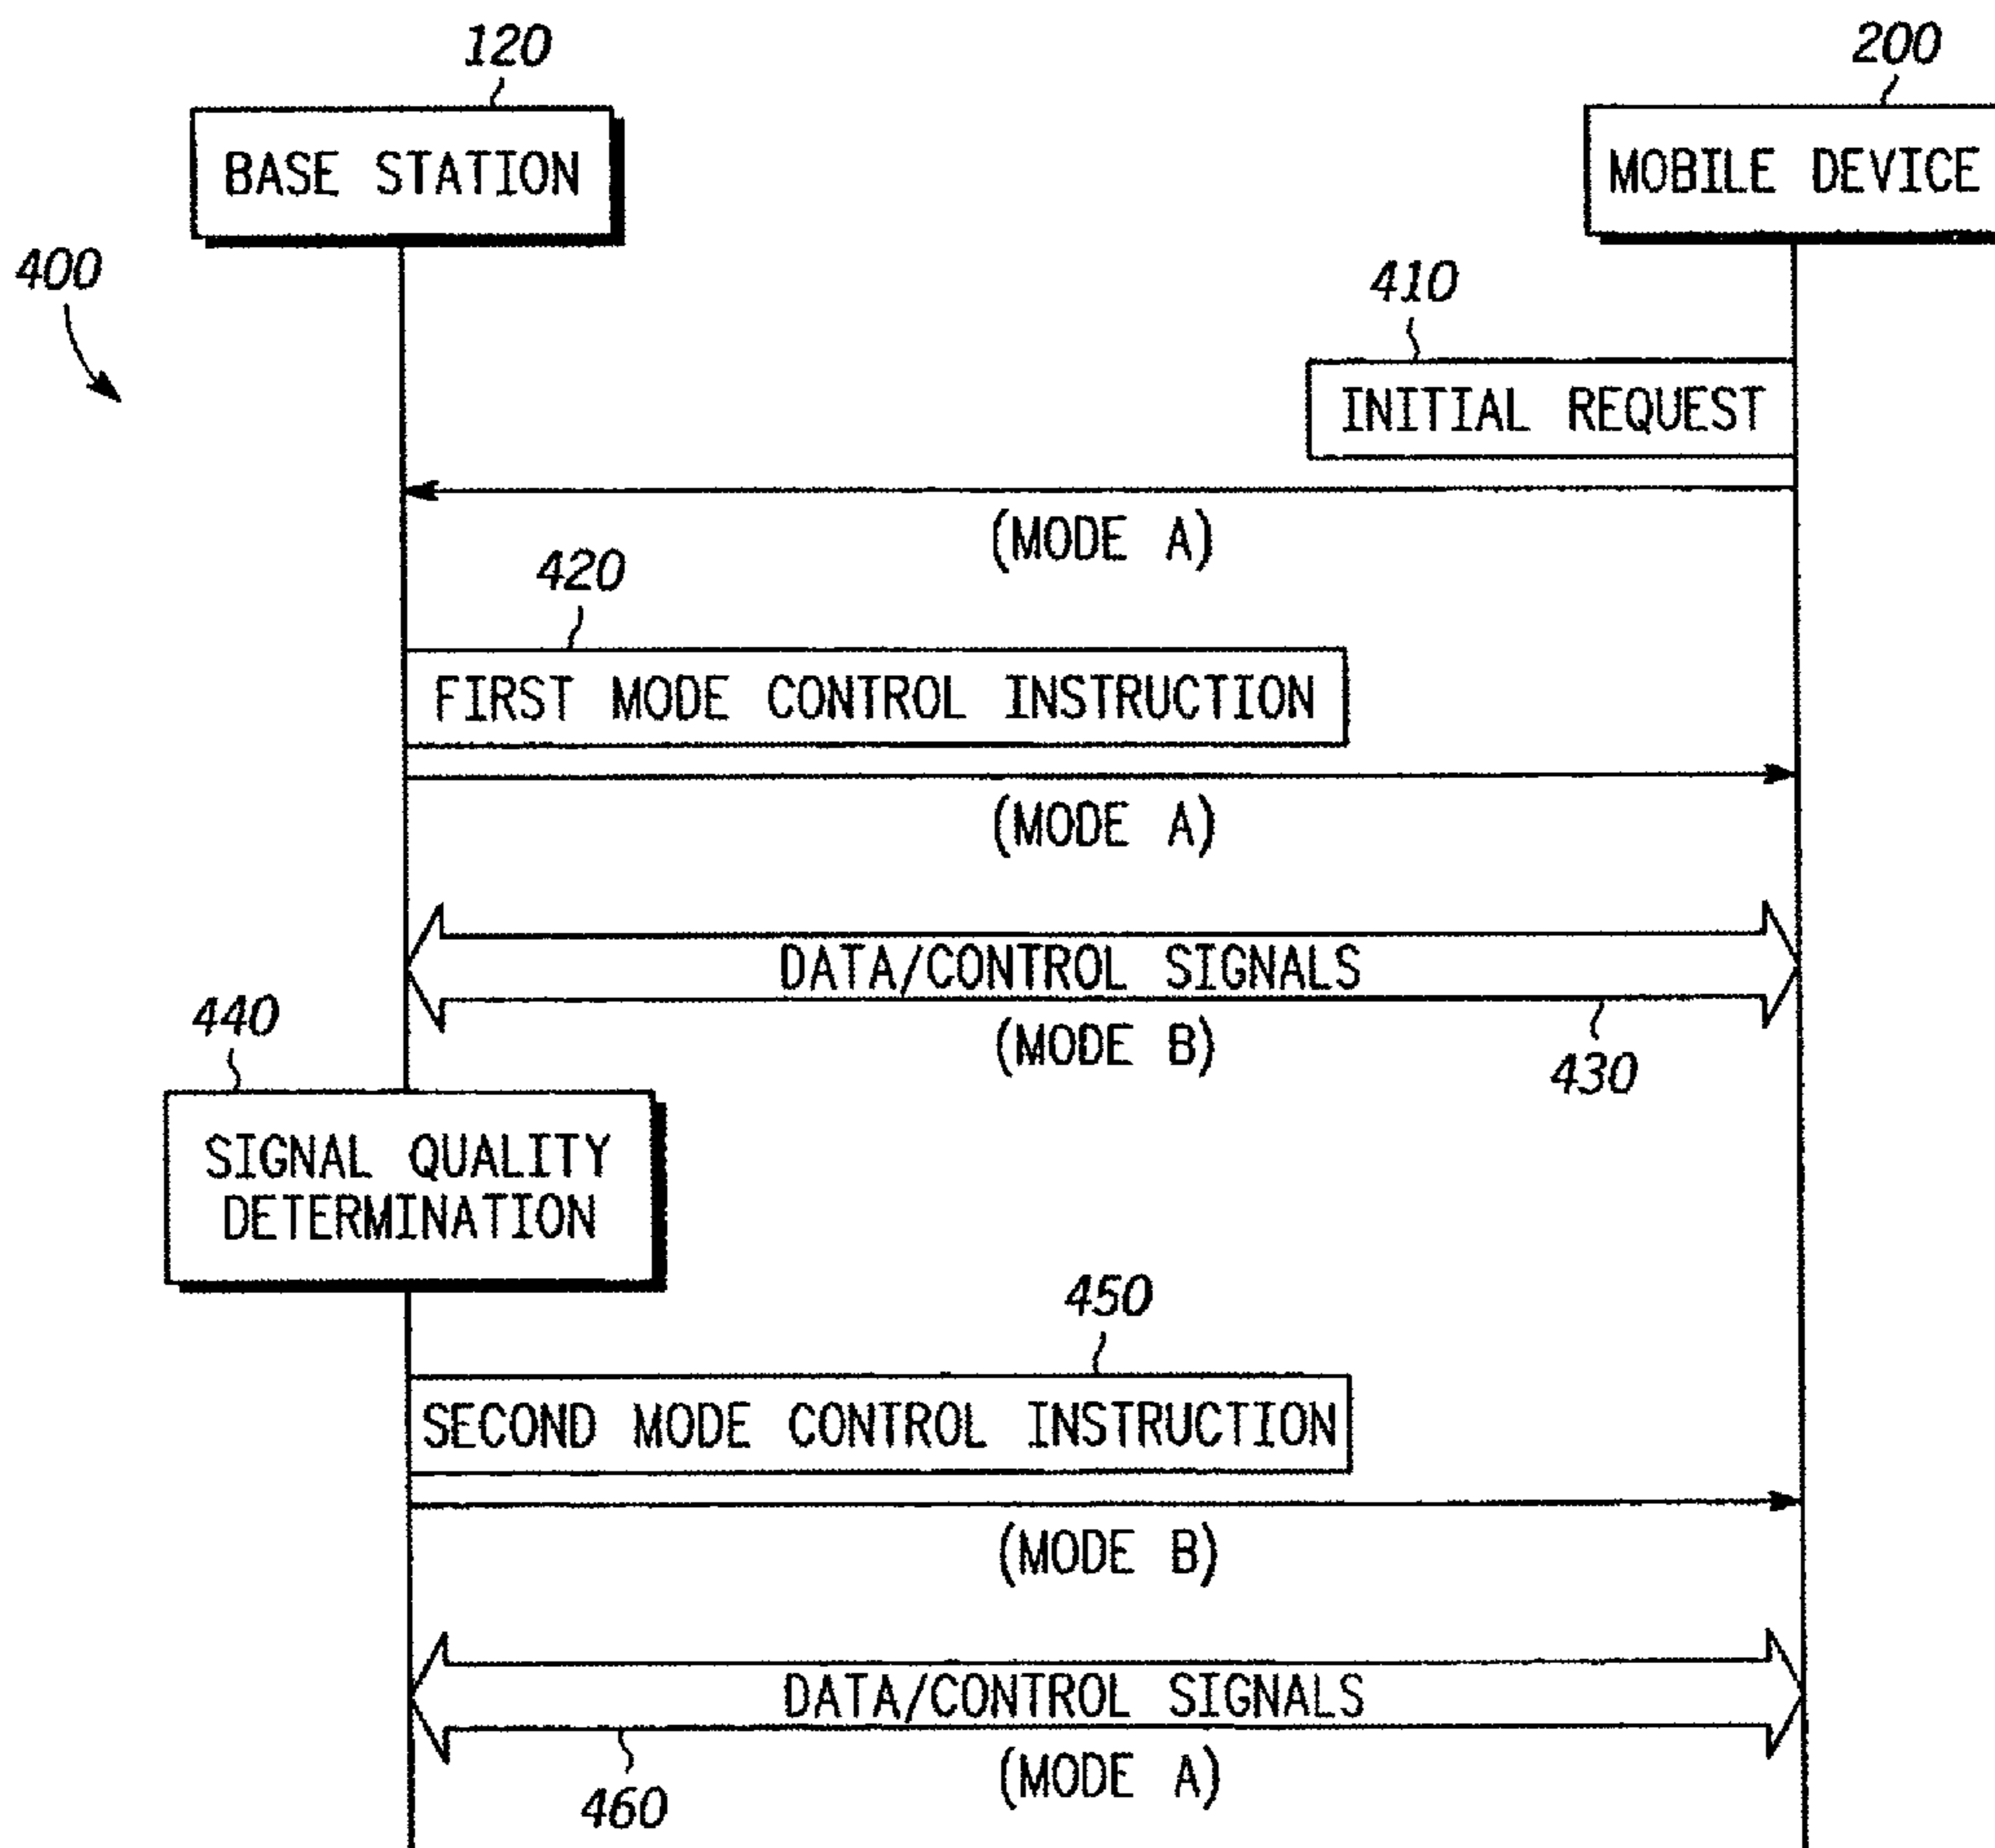 120
200
BASE STATION
MOBILE DEVICE
400
410
INITIAL REQUEST
(MODE A)
420
FIRST MODE CONTROL INSTRUCTION
(MODE A)
DATA/CONTROL SIGNALS
(MODE B)
430
440
SIGNAL QUALITY
DETERMINATION
450
SECOND MODE CONTROL INSTRUCTION
(MODE B)
DATA/CONTROL SIGNALS
(MODE A)
460